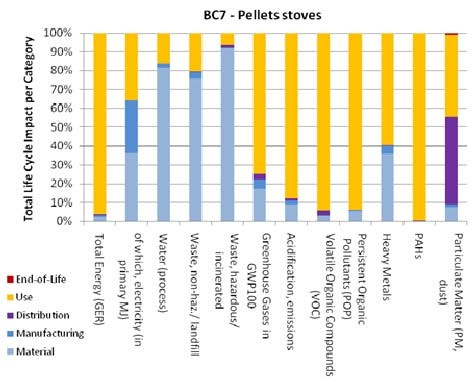 BC7 - Pellets stoves
Total Life Cycle Impact per Category
100%
90%
80%
70%
60%
50%
40%
30%
20%
10%
0%
Total Energy (GER)
of which, electricity (in
primary MJ)
Water (process)
Waste, non-haz./ landfill
Waste, hazardous/
incinerated
Greenhouse Gases in
GWP100
Acidification, emissions
Volatile Organic Compounds
(VOC)
Persistent Organic
Pollutants (POP)
Heavy Metals
PAHs
Particulate Matter (PM,
dust)
End-of-Life
Use
Distribution
Manufacturing
Material